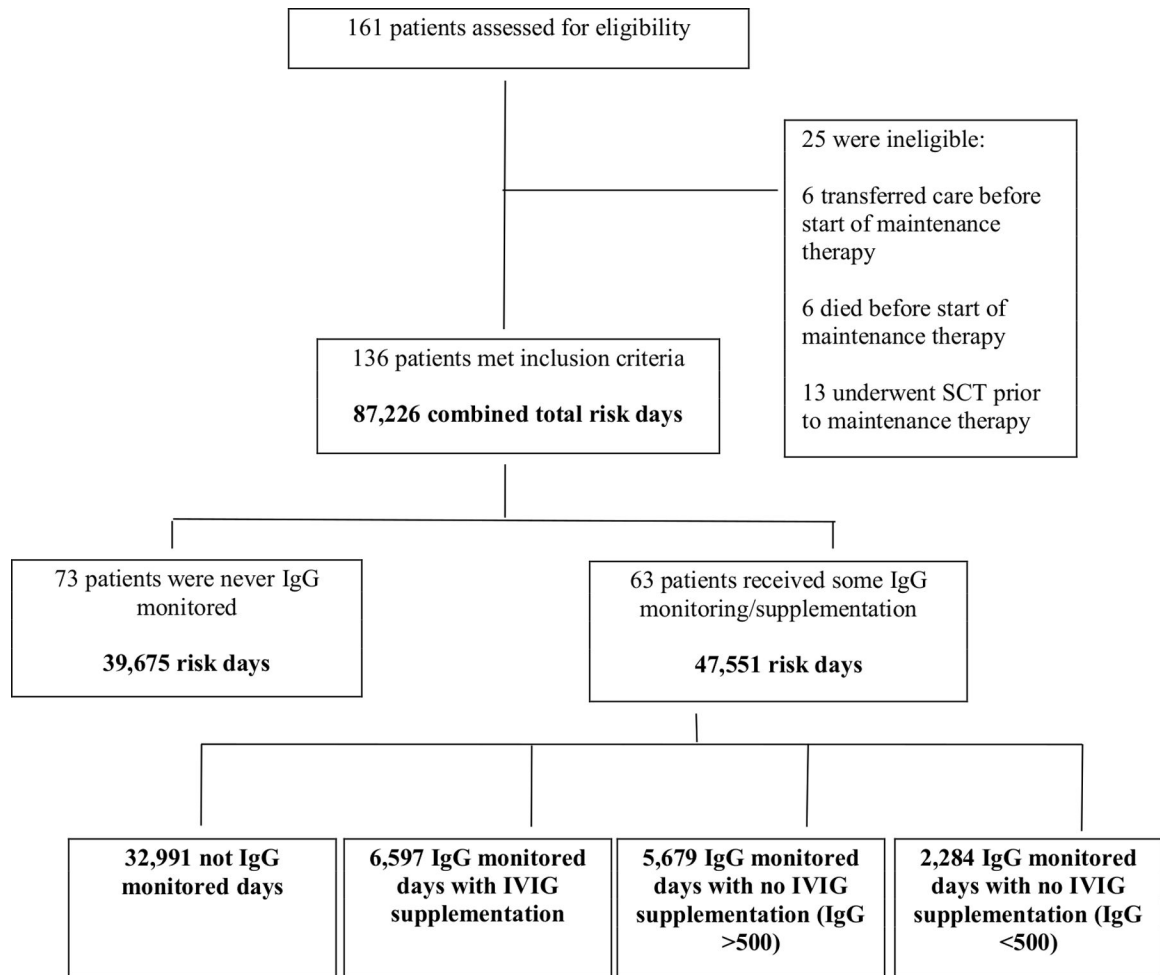 161 patients assessed for eligibility
25 were ineligible:
6 transferred care before
start of maintenance
therapy
6 died before start of
maintenance therapy
13 underwent SCT prior
to maintenance therapy
136 patients met inclusion criteria
87,226 combined total risk days
73 patients were never IgG
monitored
39,675 risk days
63 patients received some IgG
monitoring/supplementation
47,551 risk days
32,991 not IgG
monitored days
6,597 IgG monitored
days with IVIG
supplementation
5,679 IgG monitored
days with no IVIG
supplementation (IgG
>500)
2,284 IgG monitored
days with no IVIG
supplementation (IgG
<500)